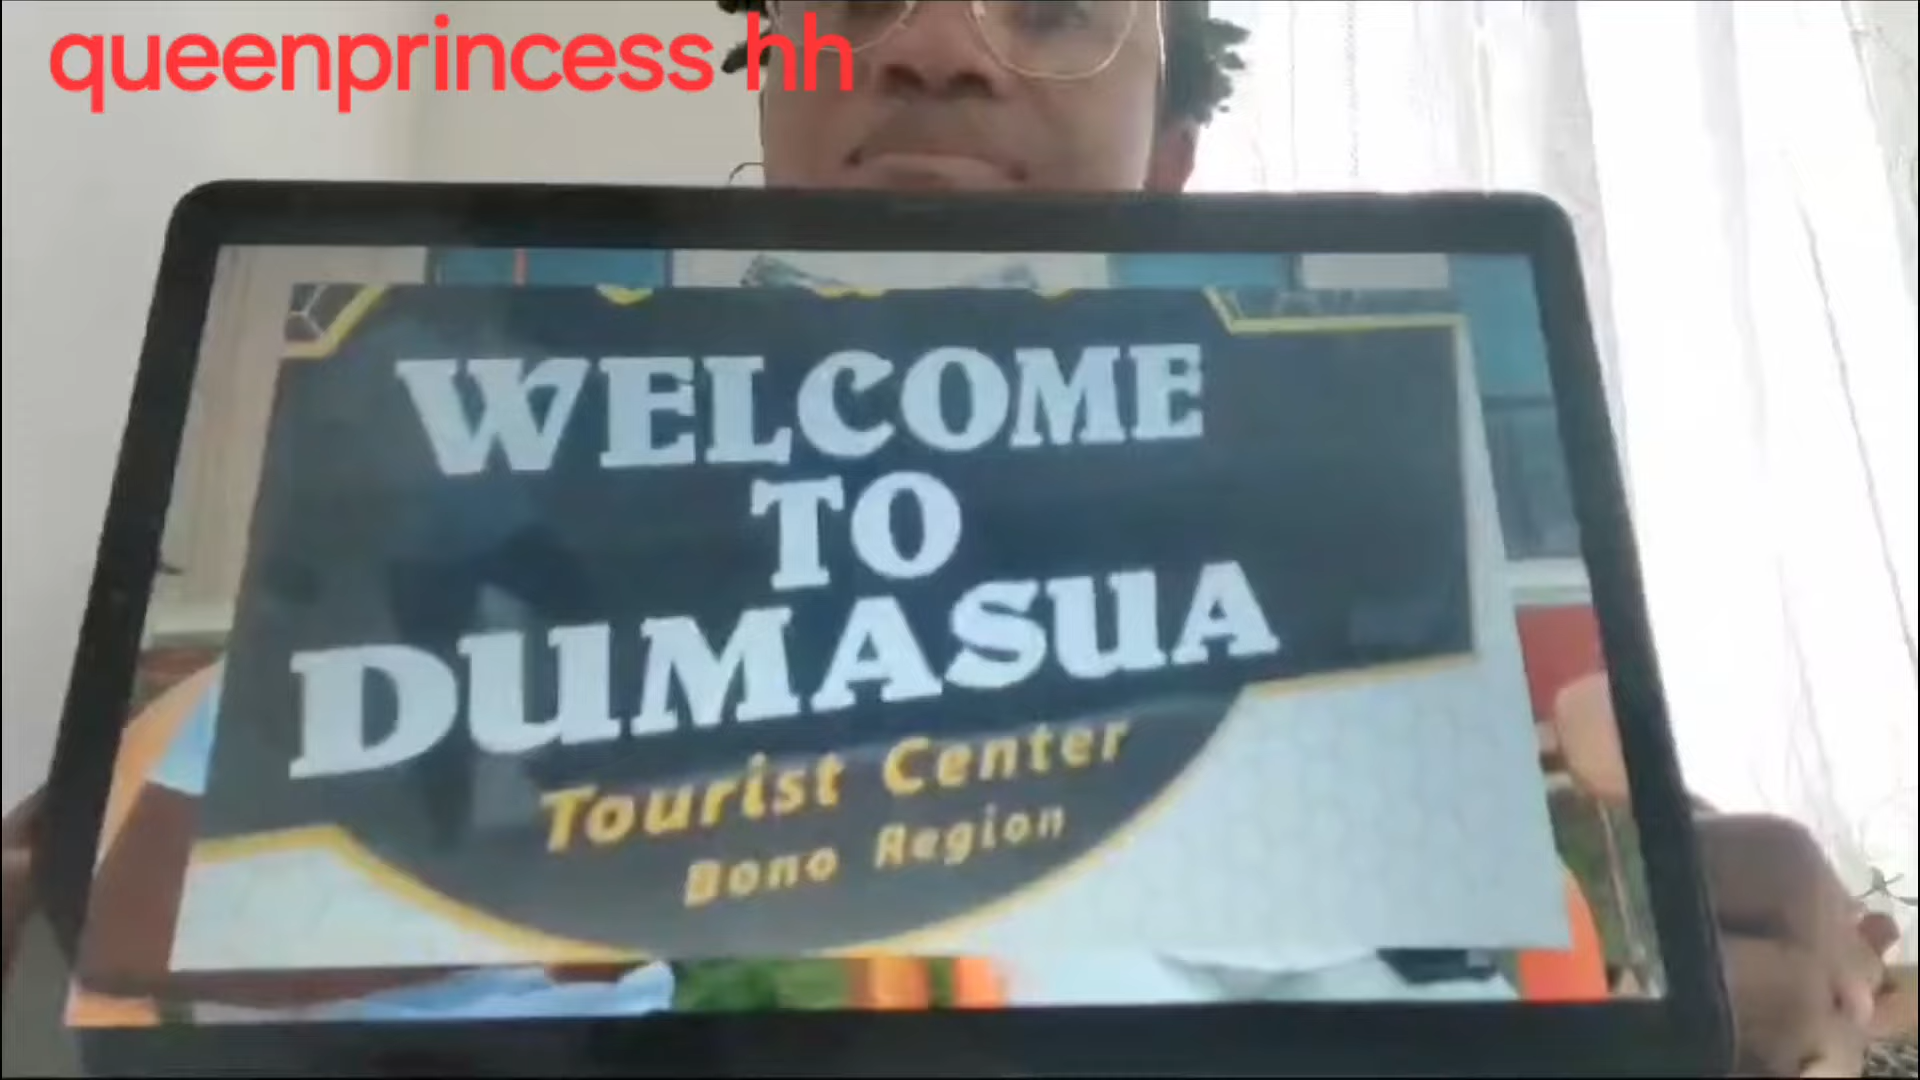 queenprincess hh
WELCOME
TO
DUMASUA
Tourist Center
Bono Region